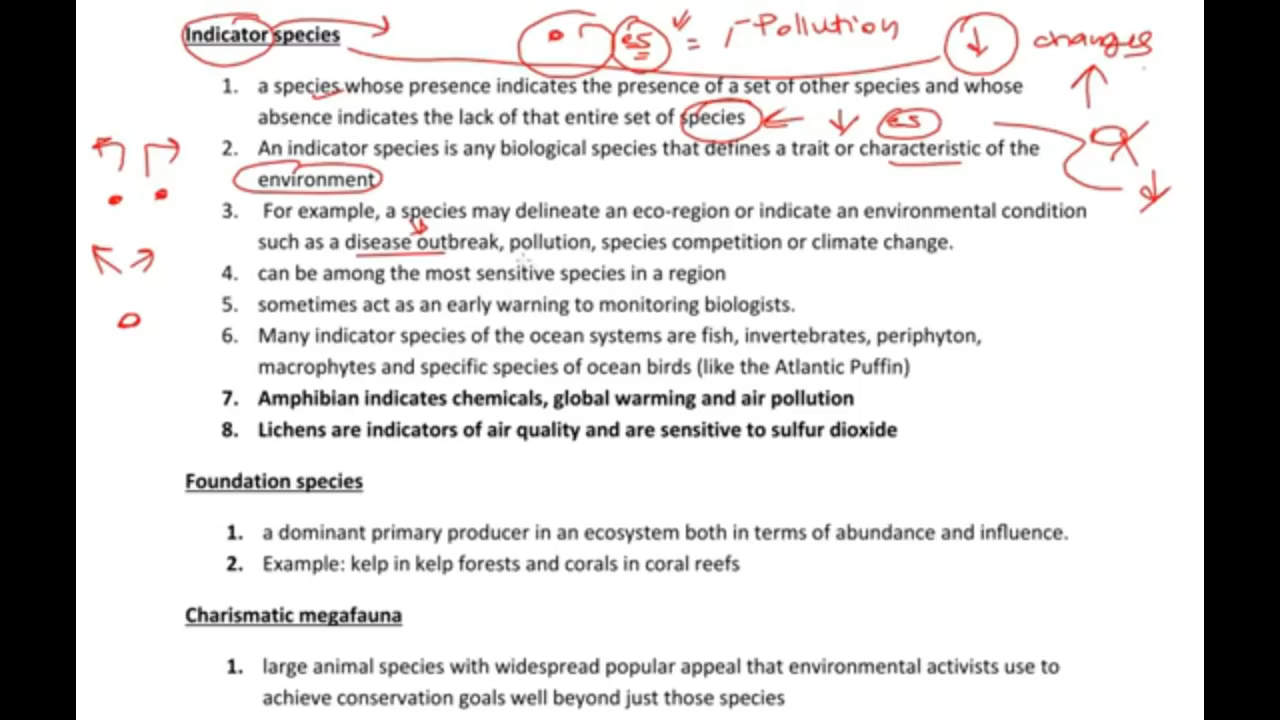 Indicator species
es = Pollution
changes
1. a species whose presence indicates the presence of a set of other species and whose
absence indicates the lack of that entire set of species
es
2. An indicator species is any biological species that defines a trait or characteristic of the
environment
3. For example, a species may delineate an eco-region or indicate an environmental condition
such as a disease outbreak, pollution, species competition or climate change.
4. can be among the most sensitive species in a region
5. sometimes act as an early warning to monitoring biologists.
6. Many indicator species of the ocean systems are fish, invertebrates, periphyton,
macrophytes and specific species of ocean birds (like the Atlantic Puffin)
7. Amphibian indicates chemicals, global warming and air pollution
8. Lichens are indicators of air quality and are sensitive to sulfur dioxide
Foundation species
1. a dominant primary producer in an ecosystem both in terms of abundance and influence.
2. Example: kelp in kelp forests and corals in coral reefs
Charismatic megafauna
1. large animal species with widespread popular appeal that environmental activists use to
achieve conservation goals well beyond just those species